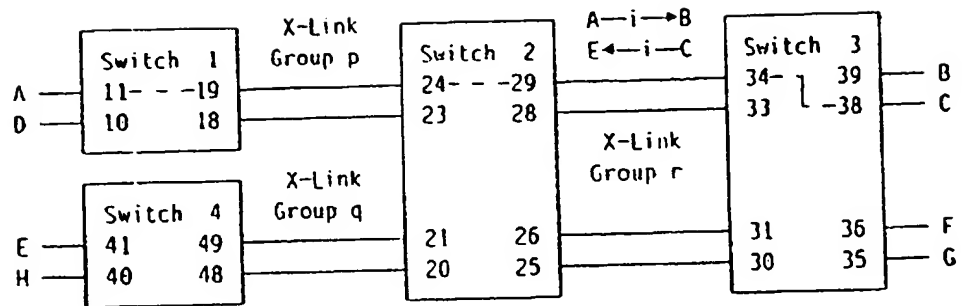 X-Link
Group p
A—i→B
E←i—C
Switch 1
11- - -19
10 18
A
D
Switch 2
24- - -29
23 28
Switch 3
34- 39
33 -38
B
C
X-Link
Group q
X-Link
Group r
Switch 4
41 49
40 48
E
H
21 26
20 25
31 36
30 35
F
G